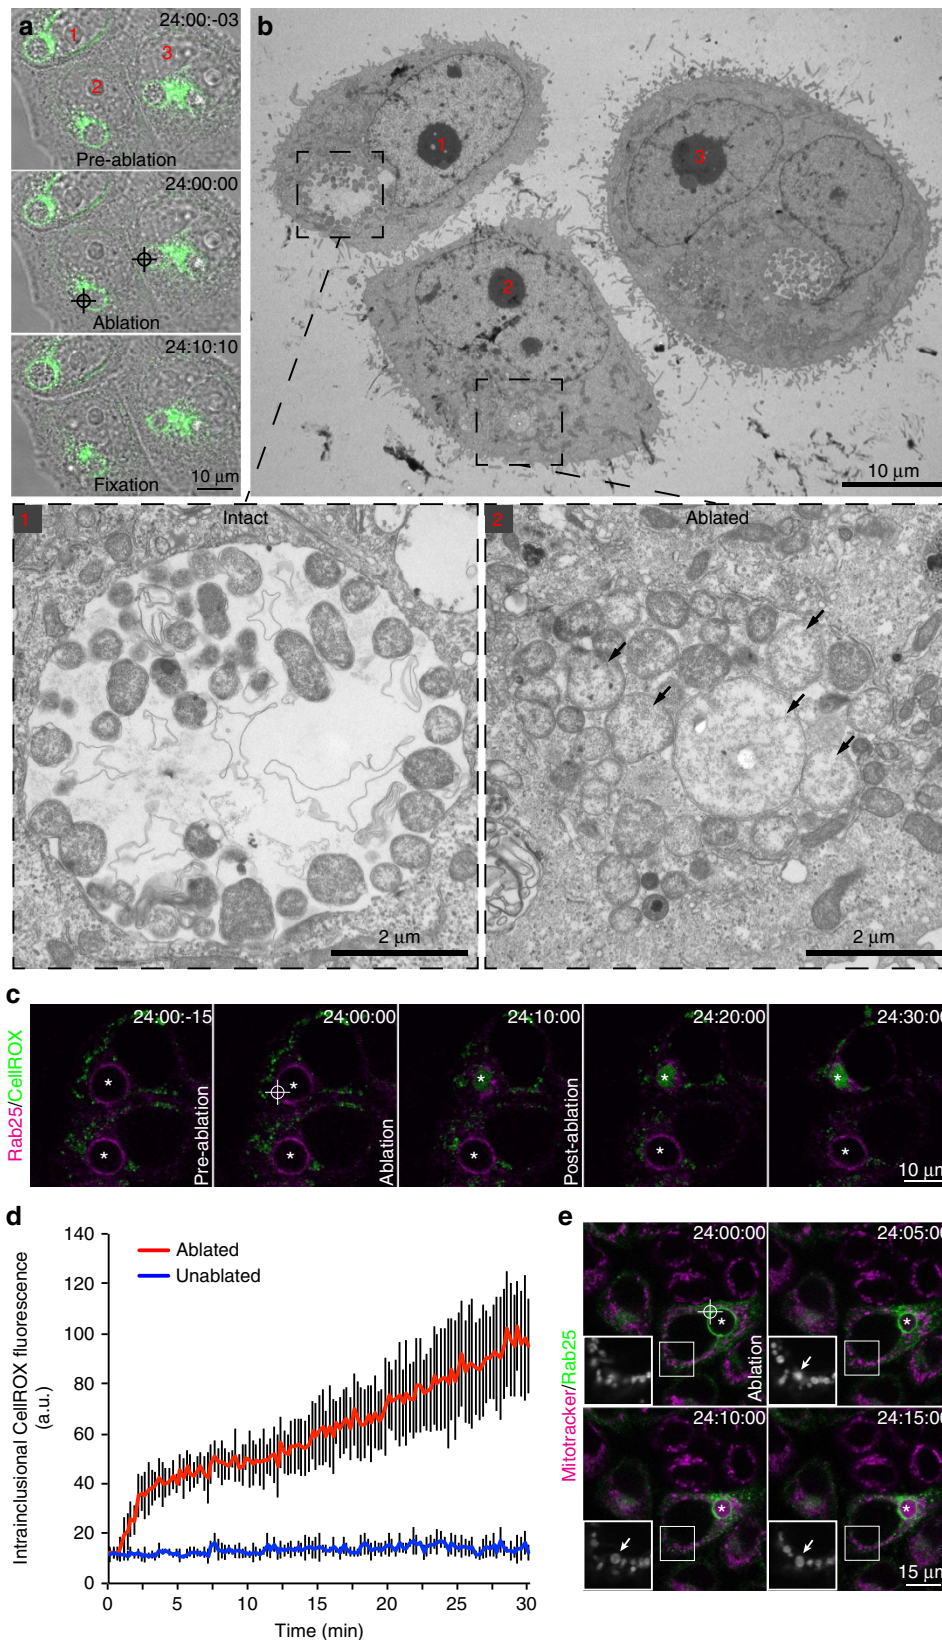 a
1
24:00:-03
3
2
Pre-ablation
24:00:00
Ablation
24:10:10
Fixation
10 μm
b
1
3
2
10 μm
1
Intact
2 μm
2
Ablated
2 μm
c
Rab25/CellROX
24:00:-15
*
*
Pre-ablation
24:00:00
*
*
Ablation
24:10:00
*
*
Post-ablation
24:20:00
*
*
24:30:00
*
*
10 μm
d
Intrainclusional CellROX fluorescence
(a.u.)
140
120
100
80
60
40
20
0
Ablated
Unablated
0
5
10
15
20
25
30
Time (min)
e
Mitotracker/Rab25
24:00:00
*
Ablation
24:05:00
*
24:10:00
*
24:15:00
*
15 μm